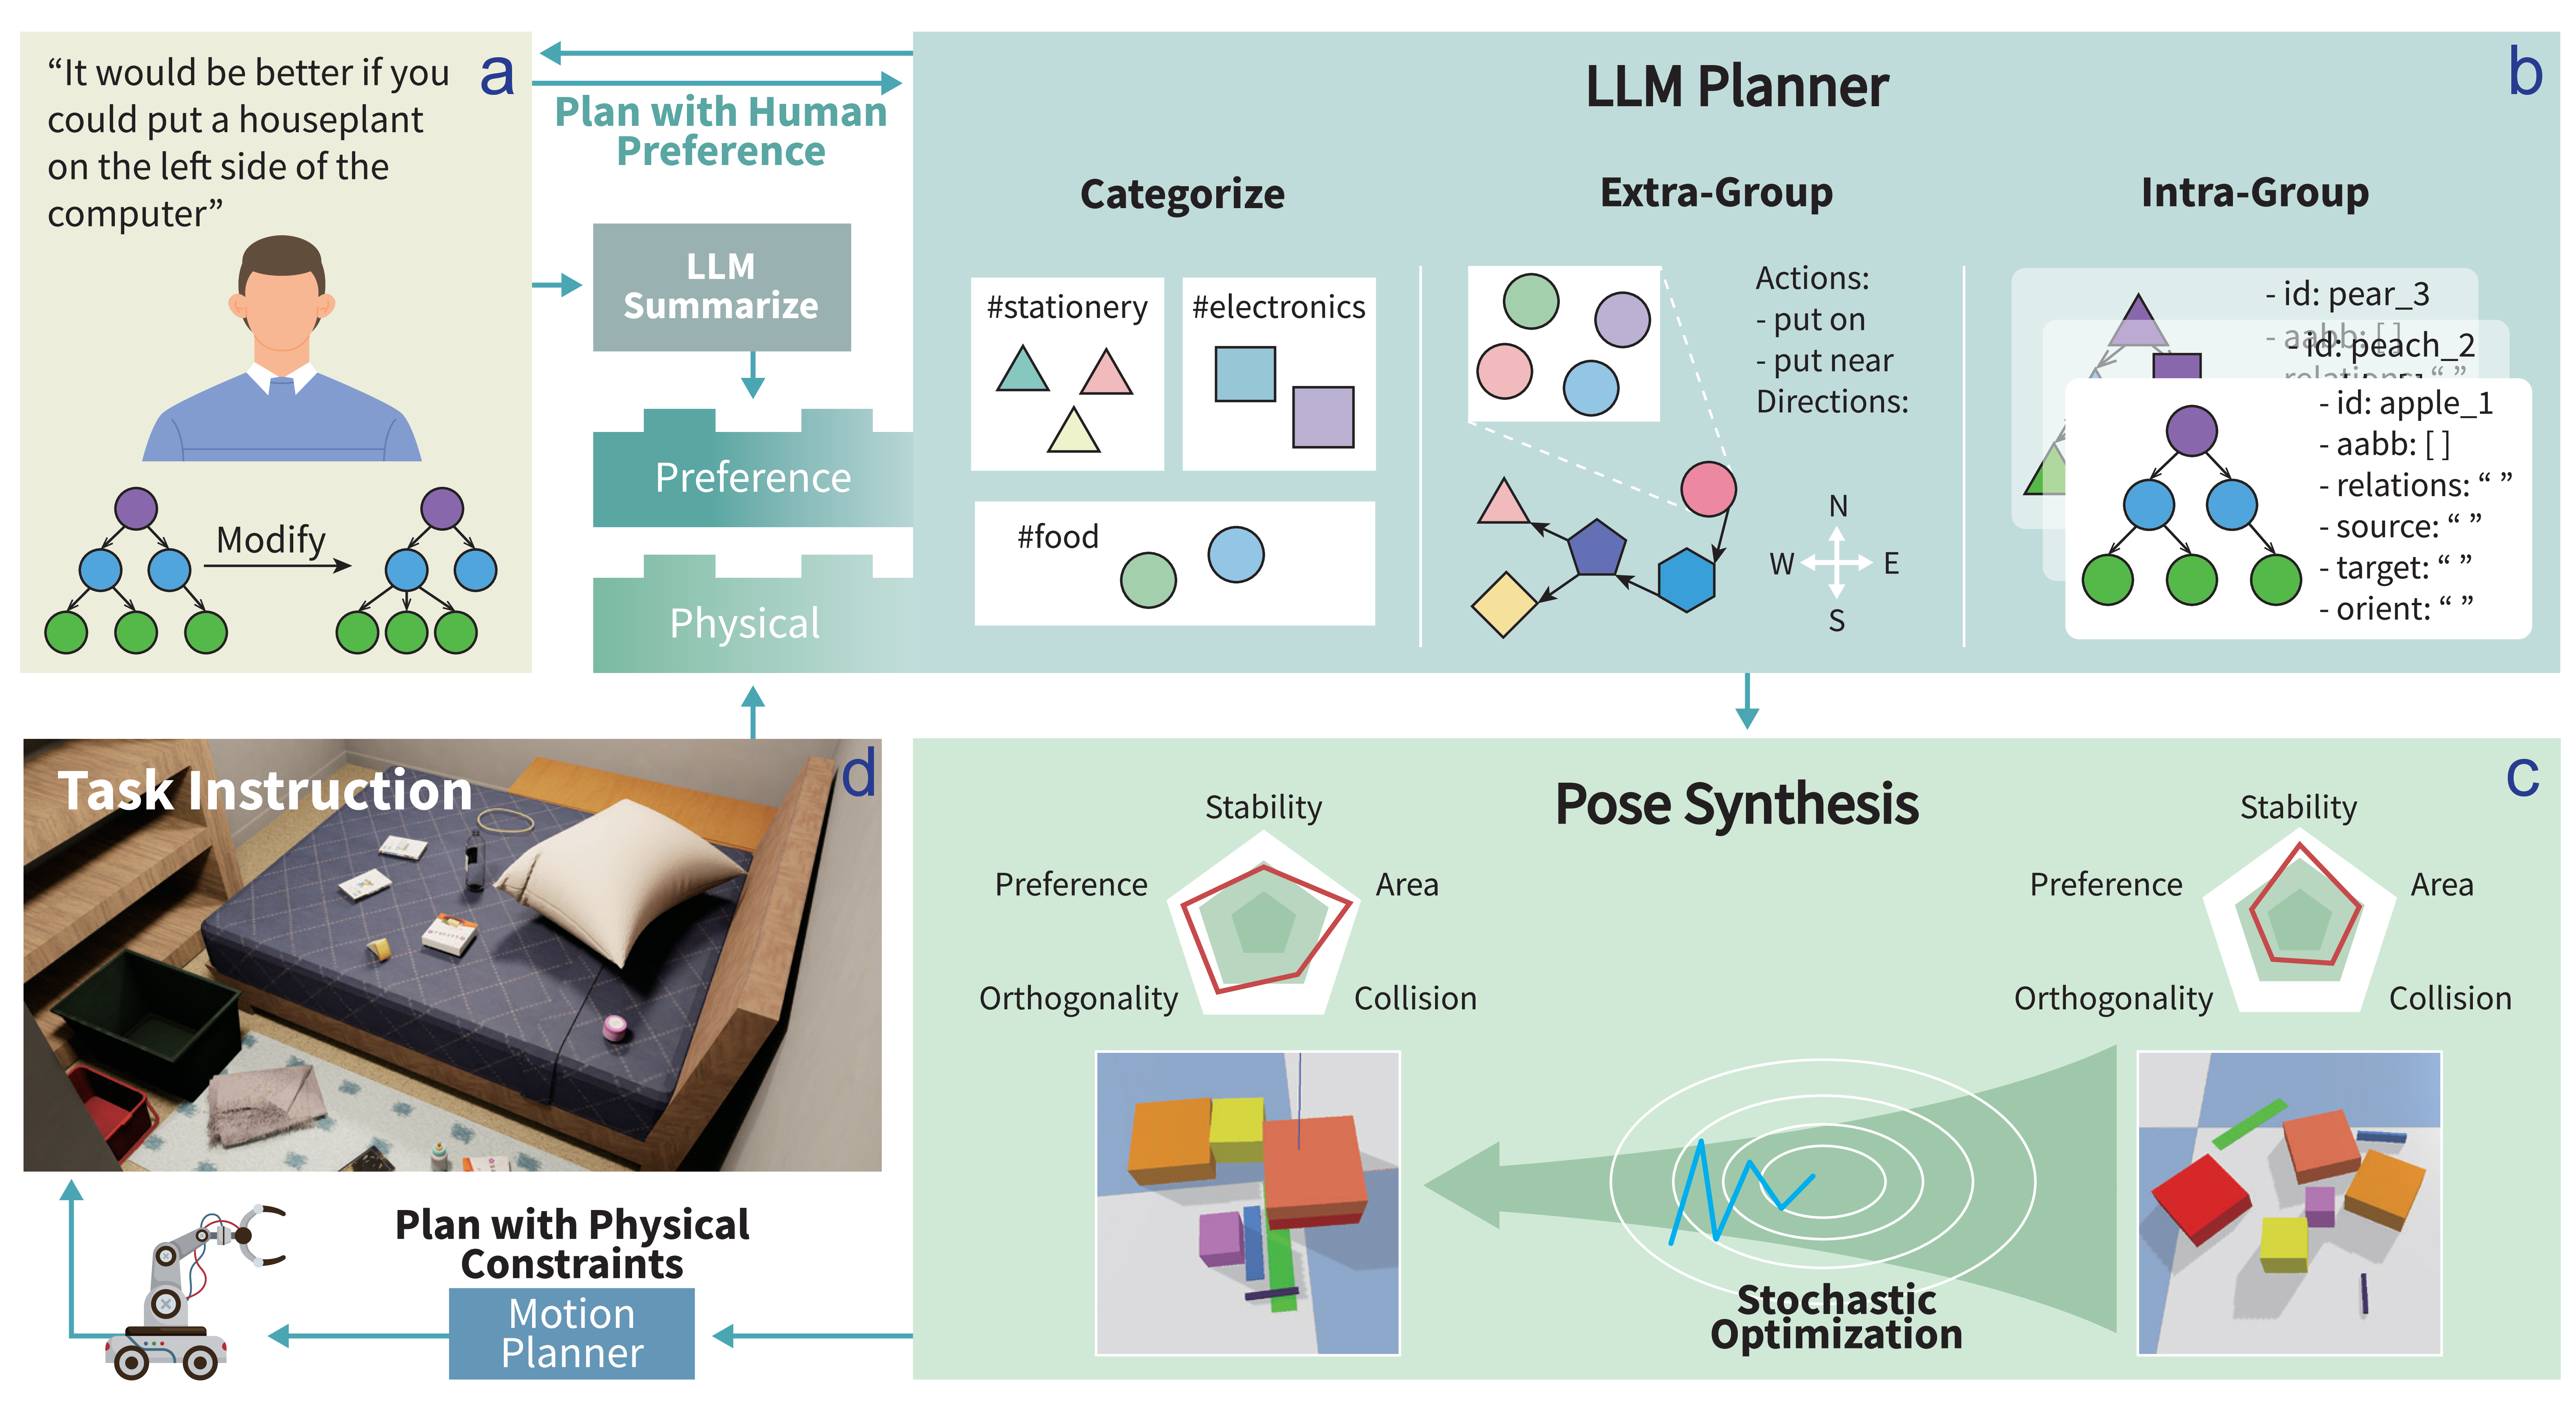 “It would be better if you
could put a houseplant
on the left side of the
computer”
a
Modify
Plan with Human
Preference
LLM
Summarize
Preference
Physical
LLM Planner
b
Categorize
#stationery
#electronics
#food
Extra-Group
Actions:
- put on
- put near
Directions:
N
W
E
S
Intra-Group
- id: pear_3
- aabb: [ ]
- id: peach_2
relations: “ ”
- id: apple_1
- aabb: [ ]
- relations: “ ”
- source: “ ”
- target: “ ”
- orient: “ ”
Task Instruction
d
Plan with Physical
Constraints
Motion
Planner
Pose Synthesis
c
Stability
Preference
Area
Orthogonality
Collision
Stability
Preference
Area
Orthogonality
Collision
Stochastic
Optimization